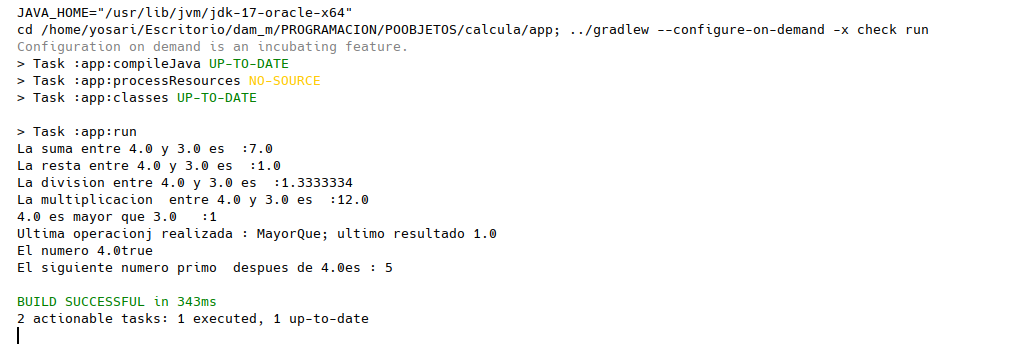 JAVA_HOME="/usr/lib/jvm/jdk-17-oracle-x64"
cd /home/yosari/Escritorio/dam_m/PROGRAMACION/POOBJETOS/calcula/app; ../gradlew --configure-on-demand -x check run
Configuration on demand is an incubating feature.
> Task :app:compileJava UP-TO-DATE
> Task :app:processResources NO-SOURCE
> Task :app:classes UP-TO-DATE
> Task :app:run
La suma entre 4.0 y 3.0 es  :7.0
La resta entre 4.0 y 3.0 es  :1.0
La division entre 4.0 y 3.0 es  :1.3333334
La multiplicacion  entre 4.0 y 3.0 es  :12.0
4.0 es mayor que 3.0   :1
Ultima operacionj realizada : MayorQue; ultimo resultado 1.0
El numero 4.0true
El siguiente numero primo  despues de 4.0es : 5
BUILD SUCCESSFUL in 343ms
2 actionable tasks: 1 executed, 1 up-to-date